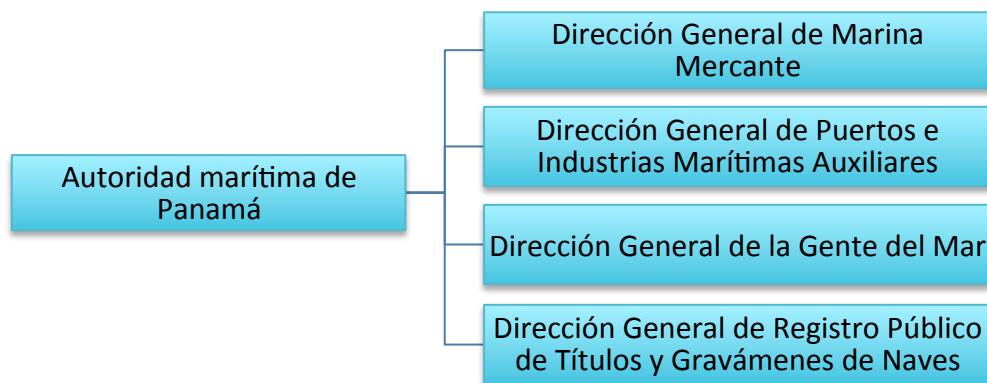 Autoridad marítima de
Panamá
Dirección General de Marina
Mercante
Dirección General de Puertos e
Industrias Marítimas Auxiliares
Dirección General de la Gente del Mar
Dirección General de Registro Público
de Títulos y Gravámenes de Naves